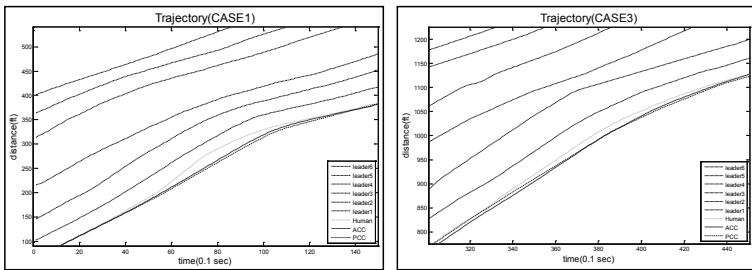 Trajectory(CASE1)
distance(ft)
500
450
400
350
300
250
200
150
100
0
20
40
60
80
100
120
140
time(0.1 sec)
leader6
leader5
leader4
leader3
leader2
leader1
Human
ACC
PCC
Trajectory(CASE3)
distance(ft)
1200
1150
1100
1050
1000
950
900
850
800
320
340
360
380
400
420
440
time(0.1 sec)
leader6
leader5
leader4
leader3
leader2
leader1
Human
ACC
PCC